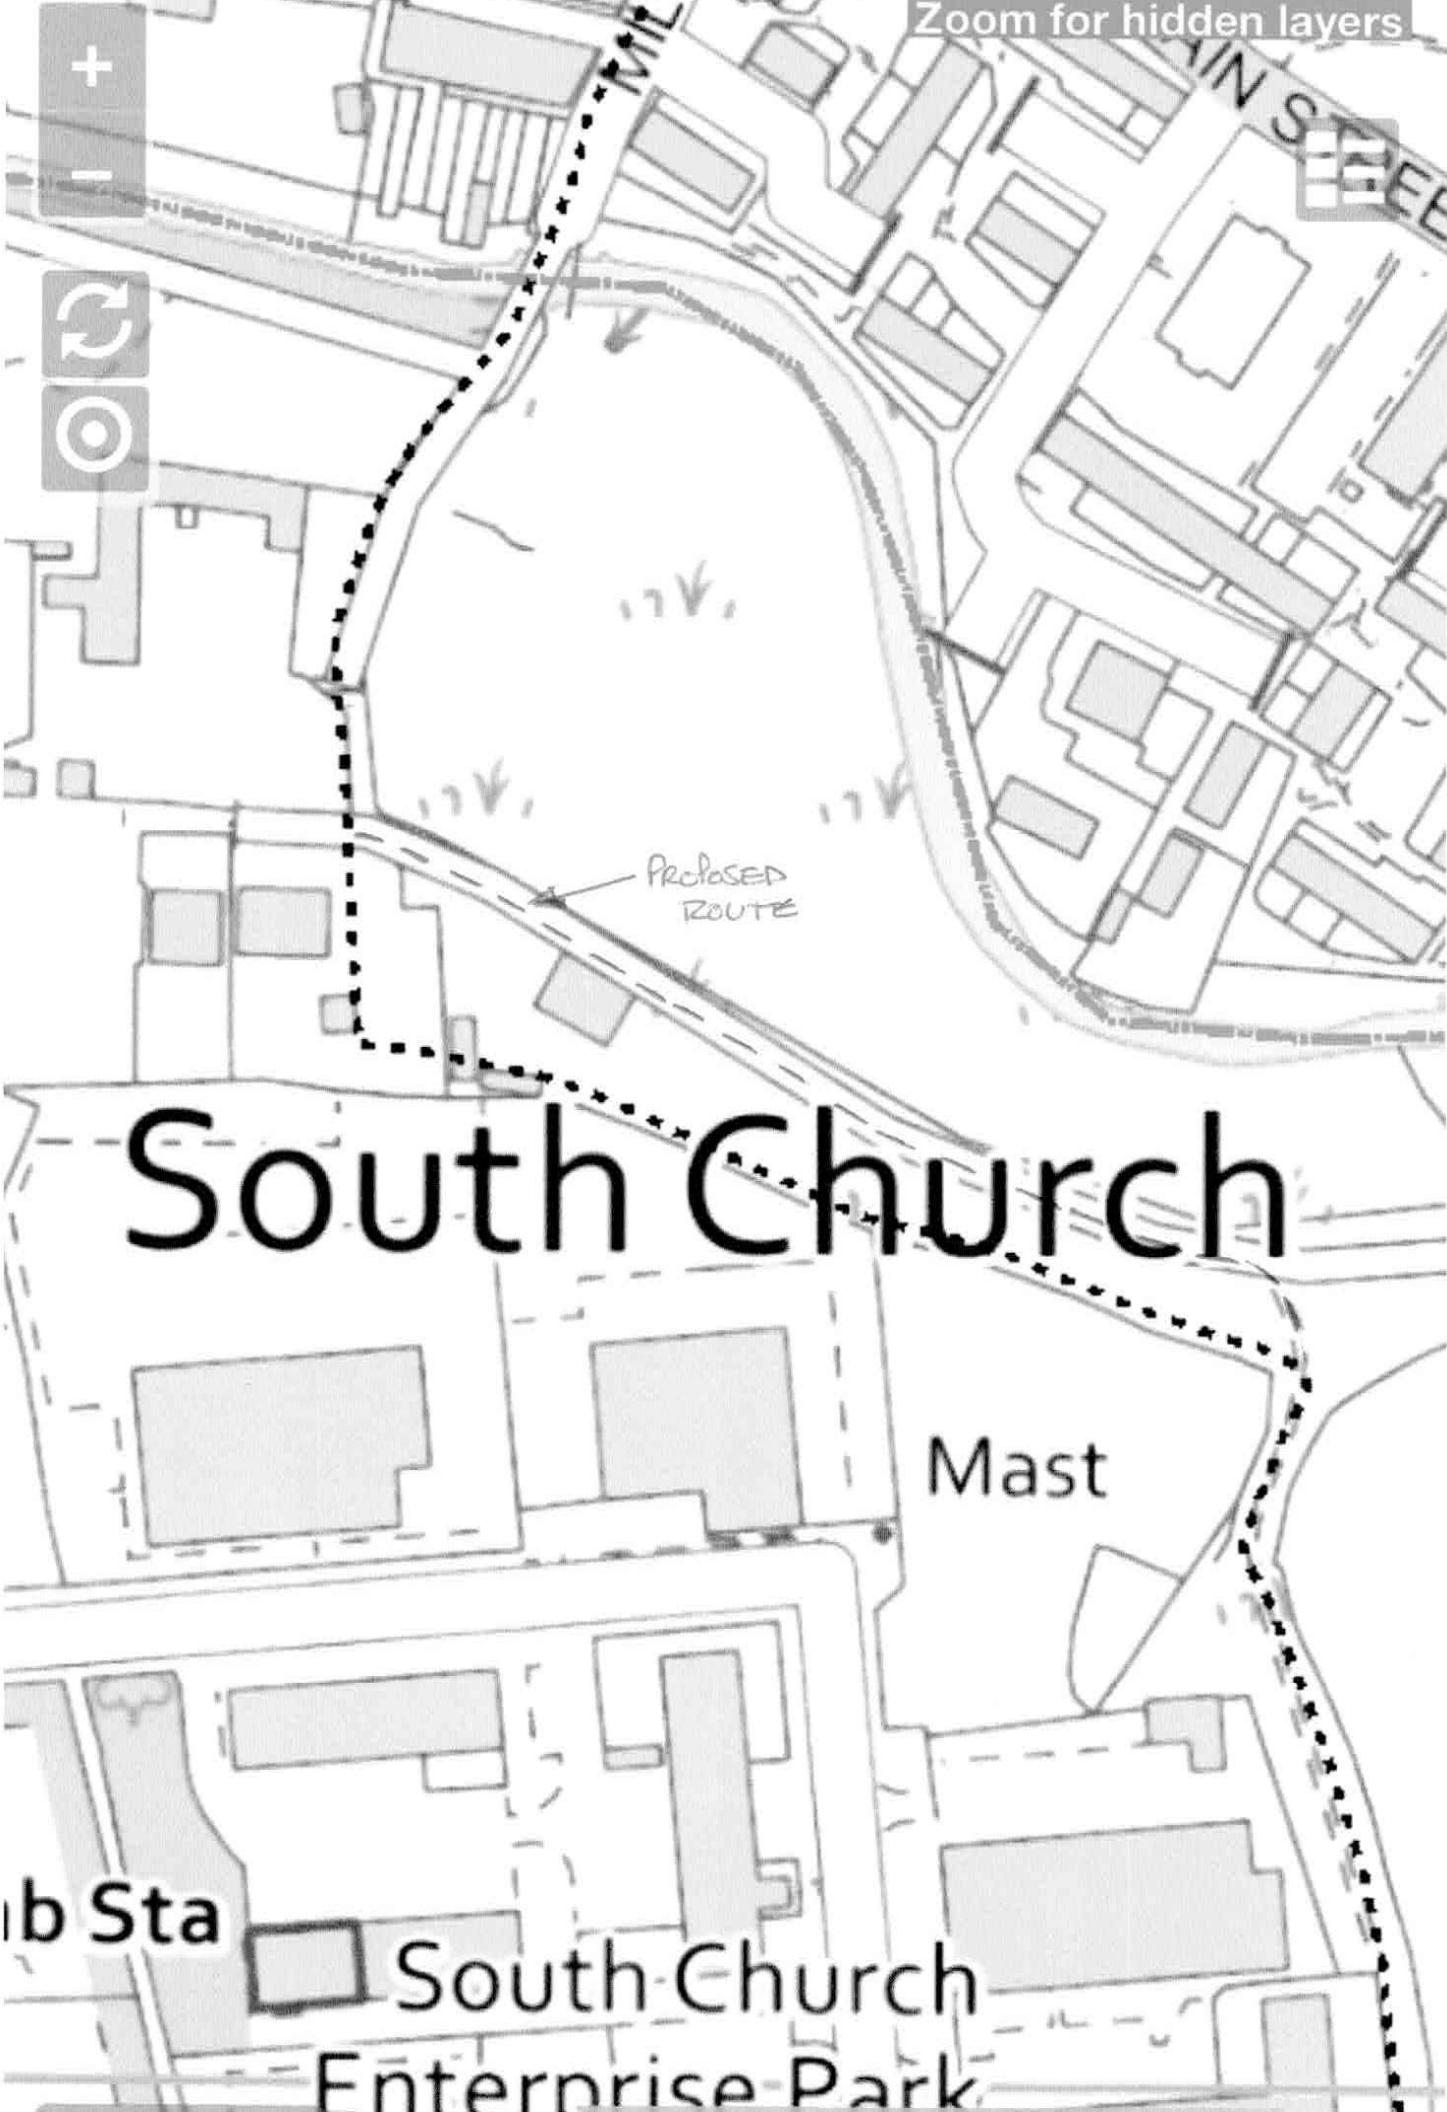 Zoom for hidden layers
MIL
AIN STREE
PROPOSED
ROUTE
South Church
Mast
b Sta
South Church
Enterprise Park